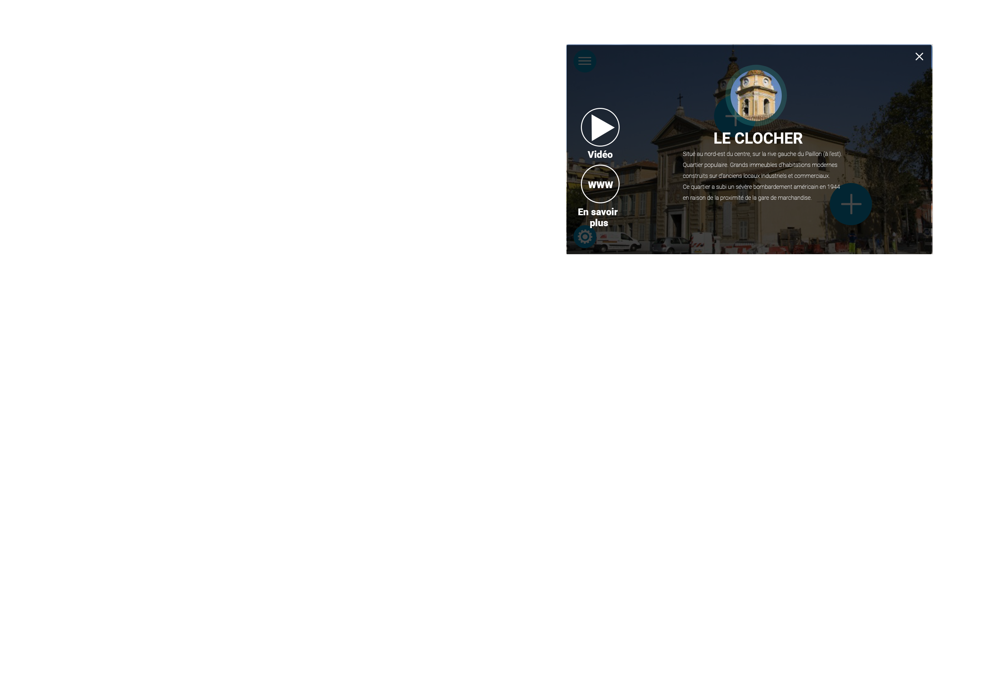 LE CLOCHER
Situé au nord-est du centre, sur la rive gauche du Paillon (à l'est).
Quartier populaire. Grands immeubles d'habitations modernes
construits sur d'anciens locaux industriels et commerciaux.
Ce quartier a subi un sévère bombardement américain en 1944
en raison de la proximité de la gare de marchandise.
Vidéo
www
En savoir
plus